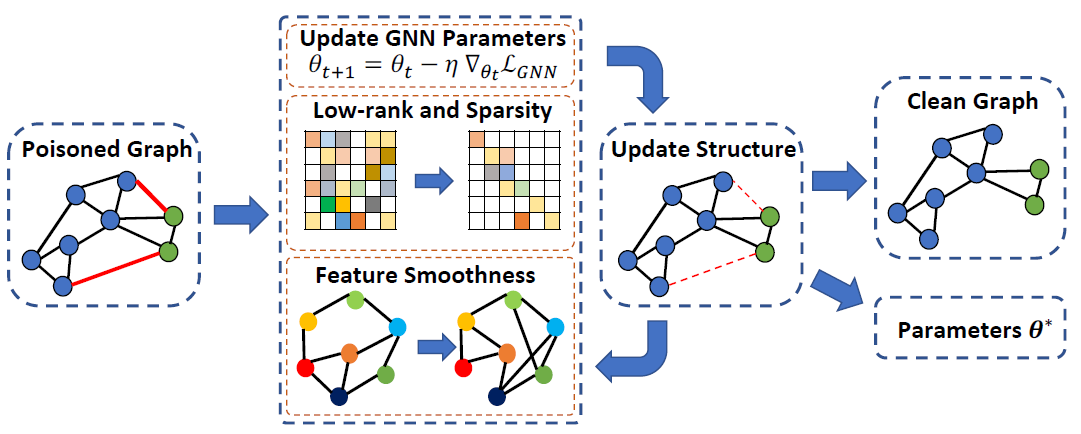 Poisoned Graph
Update GNN Parameters
θ_{t+1} = θ_t − η ∇_{θ_t} ℒ_{GNN}
Low-rank and Sparsity
Feature Smoothness
Update Structure
Clean Graph
Parameters θ*